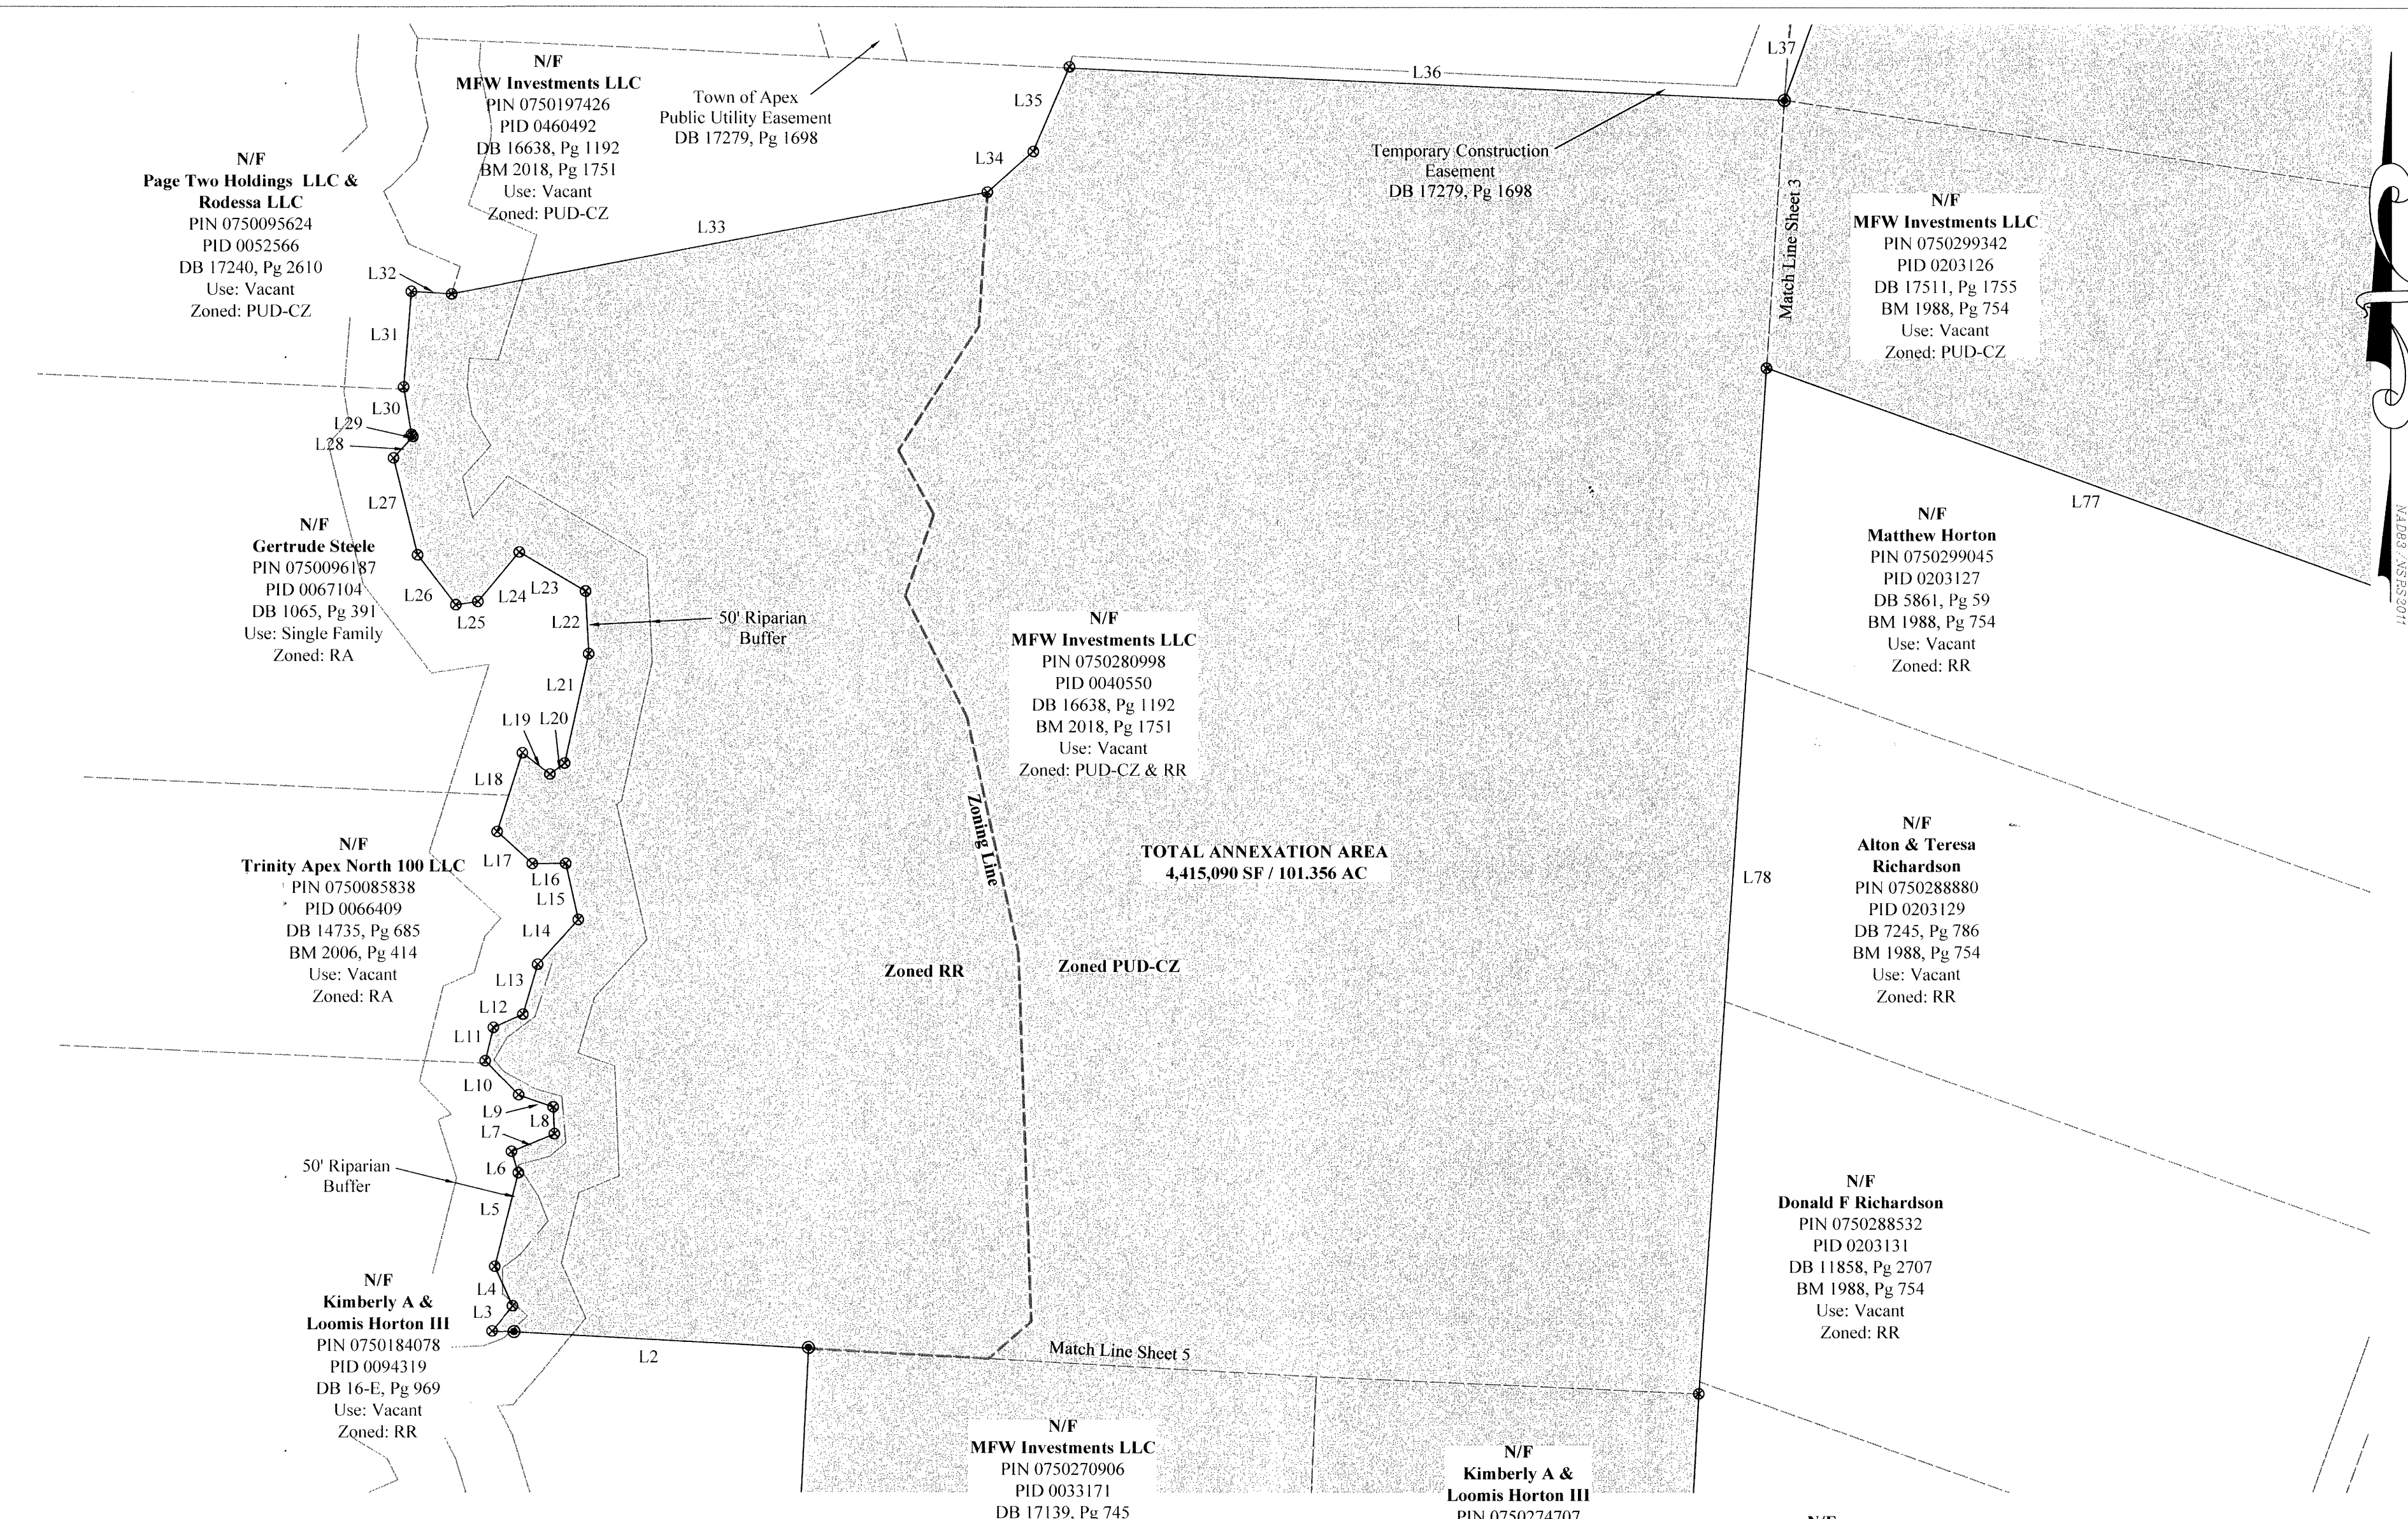 N/F
MFW Investments LLC
PIN 0750197426
PID 0460492
DB 16638, Pg 1192
BM 2018, Pg 1751
Use: Vacant
Zoned: PUD-CZ
Town of Apex
Public Utility Easement
DB 17279, Pg 1698
L37
L36
L35
L34
L33
Temporary Construction
Easement
DB 17279, Pg 1698
Match Line Sheet 3
N/F
Page Two Holdings LLC &
Rodessa LLC
PIN 0750095624
PID 0052566
DB 17240, Pg 2610
Use: Vacant
Zoned: PUD-CZ
N/F
MFW Investments LLC
PIN 0750299342
PID 0203126
DB 17511, Pg 1755
BM 1988, Pg 754
Use: Vacant
Zoned: PUD-CZ
L32
L31
L30
L29
L28
L27
L26
L25
L24
L23
L22
L21
L20
L19
L18
L17
L16
L15
L14
L13
L12
L11
L10
L9
L8
L7
L6
L5
L4
L3
L2
NAD83 NSRS2011
L77
N/F
Gertrude Steele
PIN 0750096187
PID 0067104
DB 1065, Pg 391
Use: Single Family
Zoned: RA
50' Riparian
Buffer
N/F
MFW Investments LLC
PIN 0750280998
PID 0040550
DB 16638, Pg 1192
BM 2018, Pg 1751
Use: Vacant
Zoned: PUD-CZ & RR
N/F
Matthew Horton
PIN 0750299045
PID 0203127
DB 5861, Pg 59
BM 1988, Pg 754
Use: Vacant
Zoned: RR
Zoning Line
TOTAL ANNEXATION AREA
4,415,090 SF / 101.356 AC
L78
N/F
Alton & Teresa
Richardson
PIN 0750288880
PID 0203129
DB 7245, Pg 786
BM 1988, Pg 754
Use: Vacant
Zoned: RR
N/F
Trinity Apex North 100 LLC
PIN 0750085838
PID 0066409
DB 14735, Pg 685
BM 2006, Pg 414
Use: Vacant
Zoned: RA
Zoned RR
Zoned PUD-CZ
50' Riparian
Buffer
N/F
Donald F Richardson
PIN 0750288532
PID 0203131
DB 11858, Pg 2707
BM 1988, Pg 754
Use: Vacant
Zoned: RR
N/F
Kimberly A &
Loomis Horton III
PIN 0750184078
PID 0094319
DB 16-E, Pg 969
Use: Vacant
Zoned: RR
Match Line Sheet 5
N/F
MFW Investments LLC
PIN 0750270906
PID 0033171
DB 17139, Pg 745
N/F
Kimberly A &
Loomis Horton III
PIN 0750274707
N/F